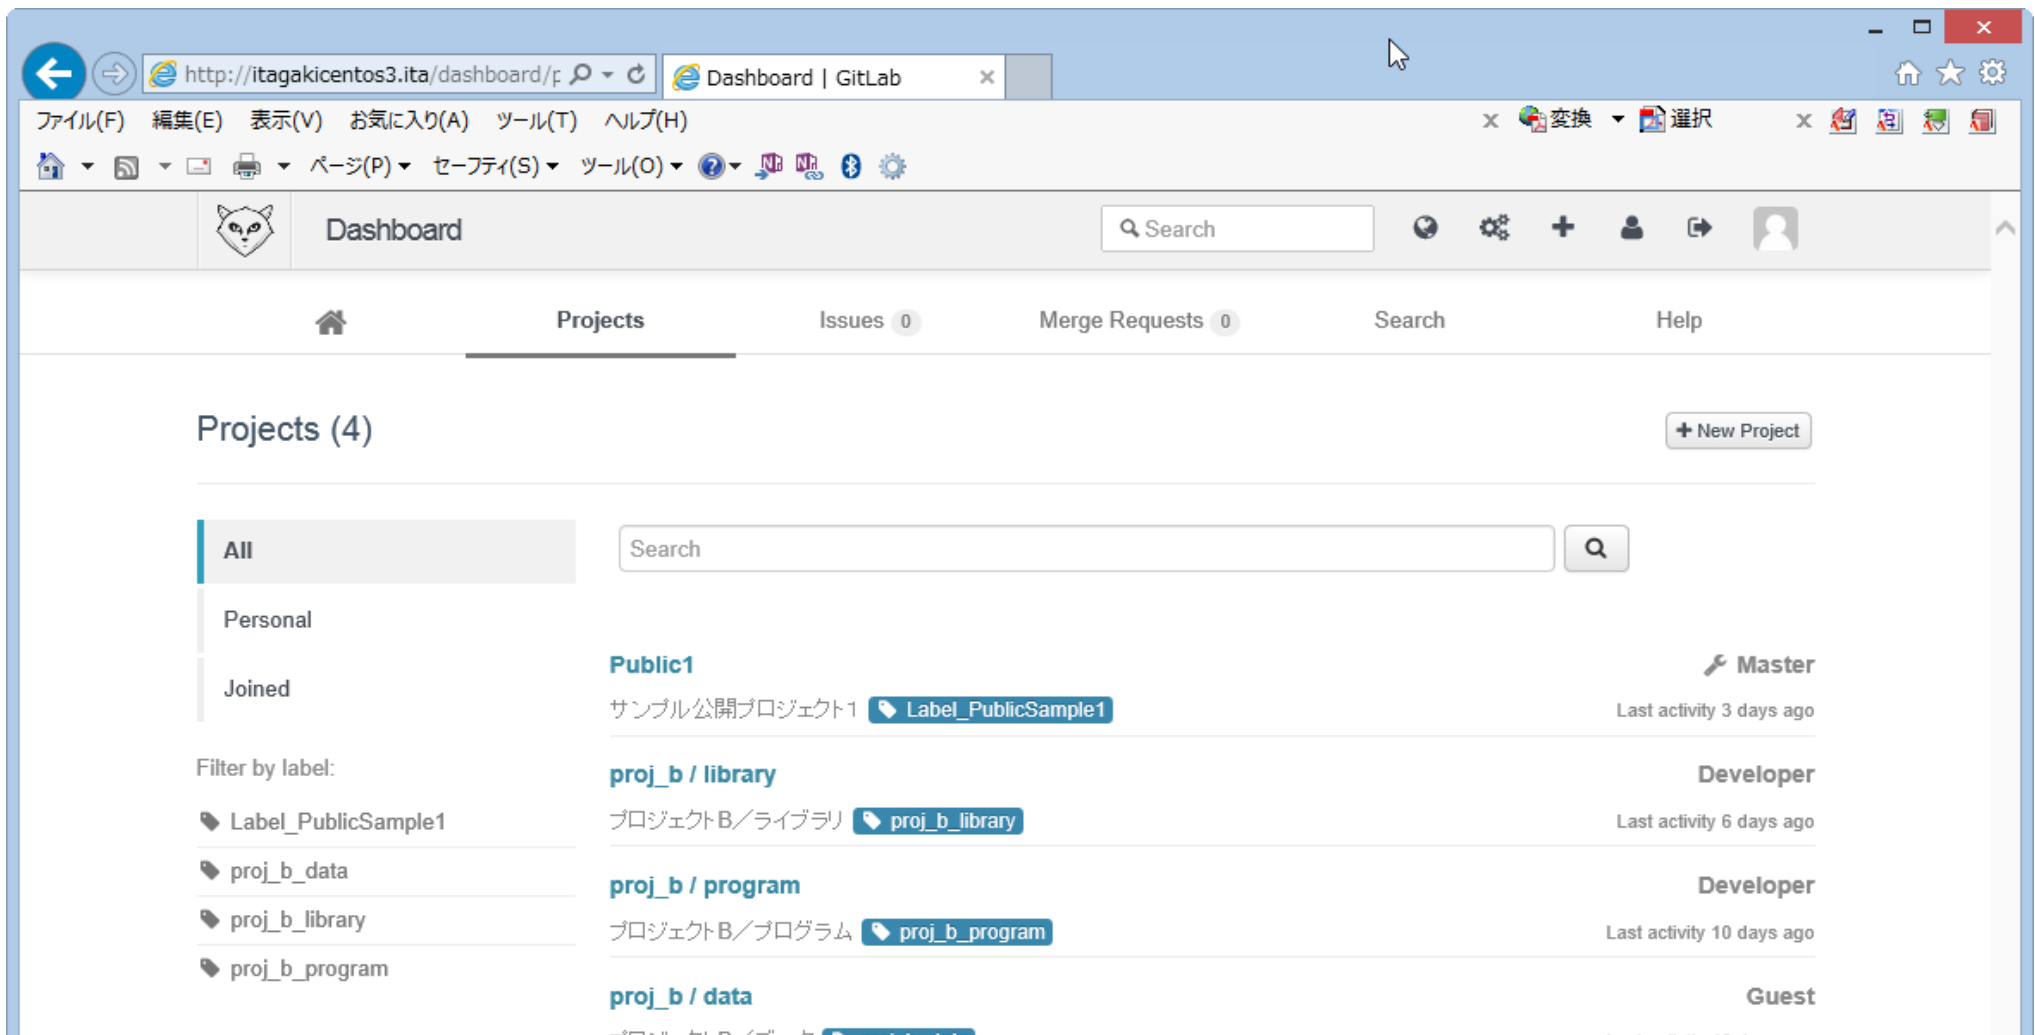 http://itagakicentos3.ita/dashboard/p
Dashboard | GitLab
ファイル(F) 編集(E) 表示(V) お気に入り(A) ツール(T) ヘルプ(H)
x 変換 選択 x
ページ(P) セーフティ(S) ツール(O)
Dashboard
Search
Projects Issues 0 Merge Requests 0 Search Help
Projects (4)
+ New Project
All
Personal
Joined
Filter by label:
Label_PublicSample1
proj_b_data
proj_b_library
proj_b_program
Search
Public1 Master
サンプル公開プロジェクト1 Label_PublicSample1 Last activity 3 days ago
proj_b / library Developer
プロジェクトB／ライブラリ proj_b_library Last activity 6 days ago
proj_b / program Developer
プロジェクトB／プログラム proj_b_program Last activity 10 days ago
proj_b / data Guest